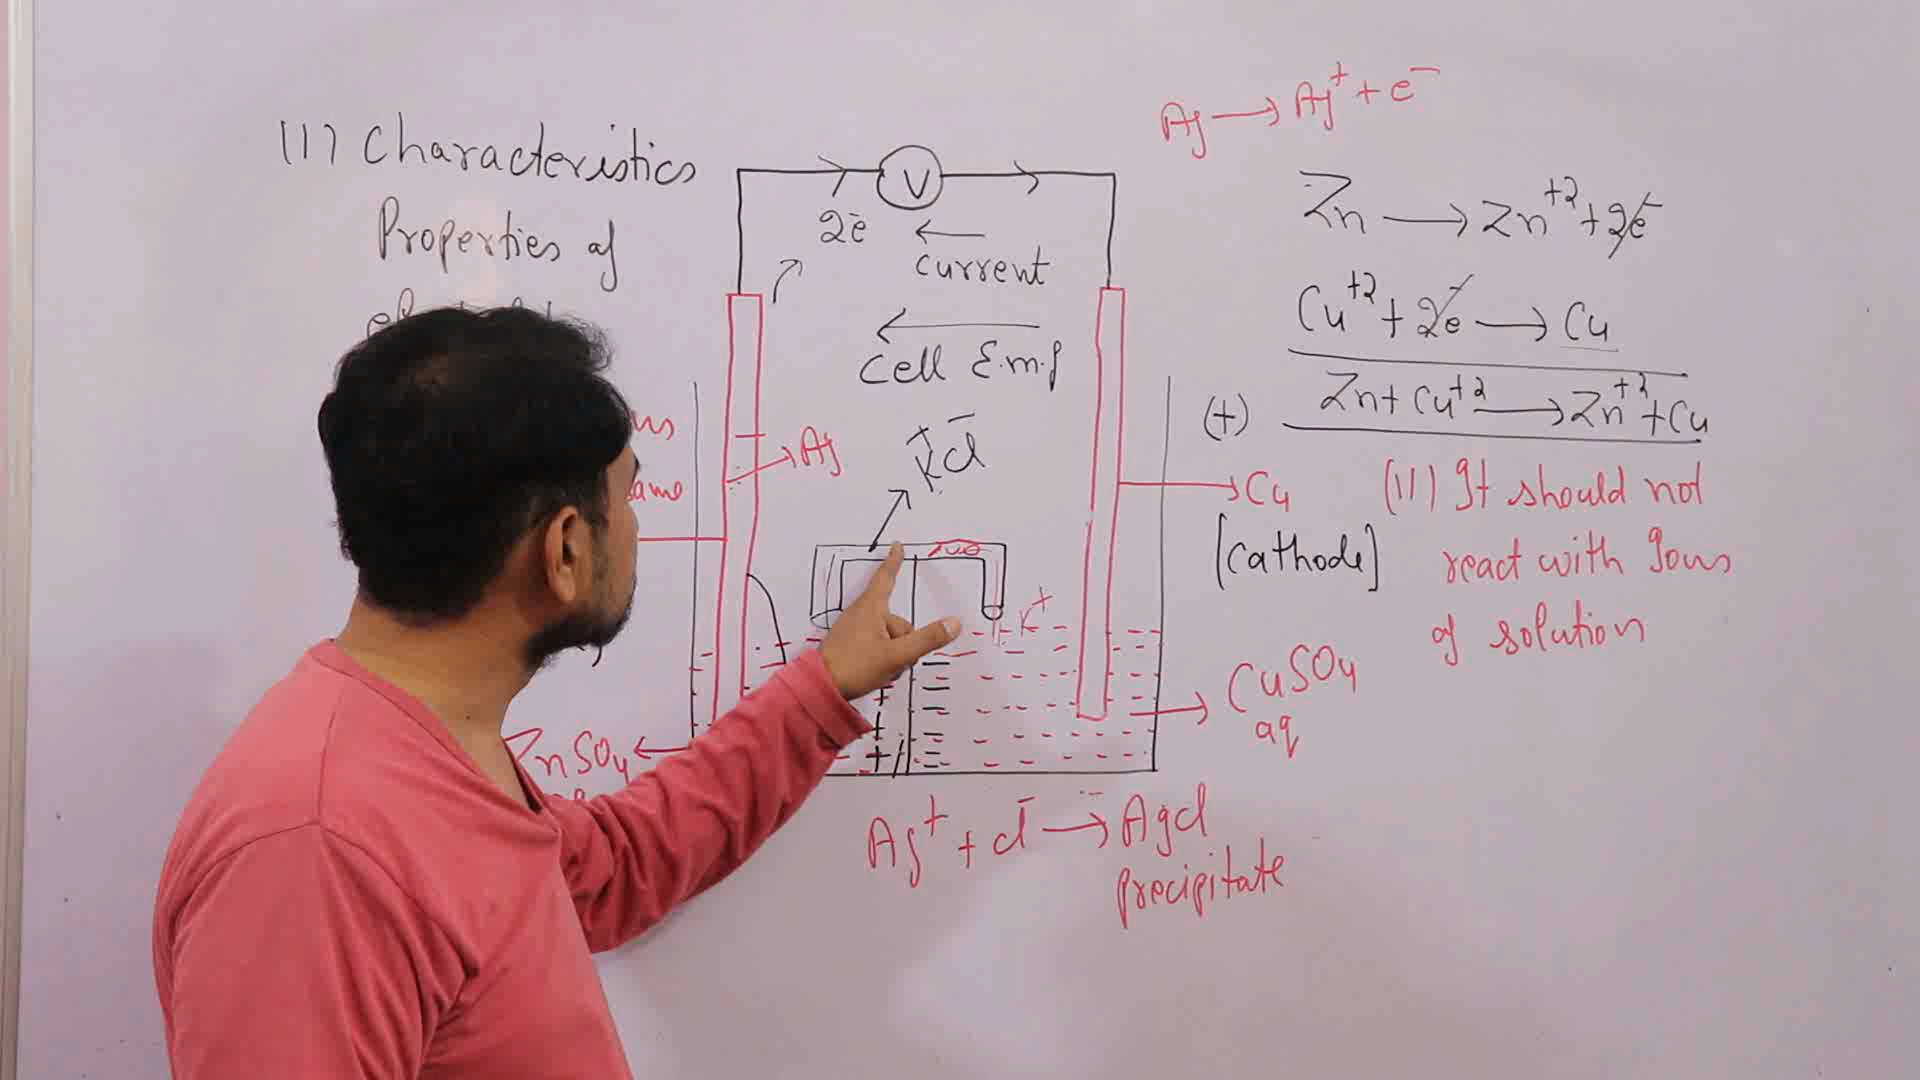 (11) Characteristics
Properties of
Ag → Ag⁺ + e⁻
Zn → Zn⁺² + 2e⁻
Cu⁺² + 2e⁻ → Cu
Zn + Cu⁺² → Zn⁺² + Cu
V
2e⁻
current
Cell E.m.f
K⁺Cl⁻
Ag
same
(+)
Cu
[Cathode]
(11) It should not
react with Ions
of solution
K⁺
CuSO₄
aq
ZnSO₄
Ag⁺ + Cl⁻ → Agcl
precipitate